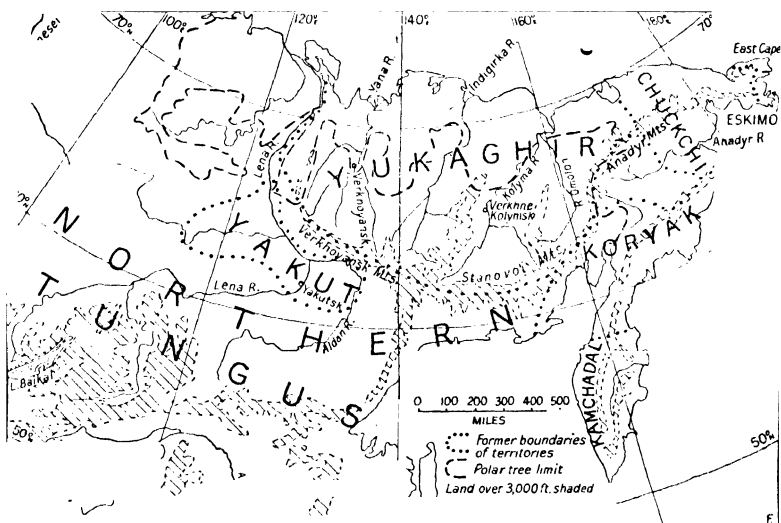 70°
100°
120°
140°
160°
180°
70°
Yana R.
Indigirka R
East Cape
CHUCKCHI
ESKIMO
Anadyr R
Anadyr Mts
Lena R.
YUKAGHIR
Verkhoyansk
Kolyma R
R Omolon
Verkhne
Kolymsk
KORYAK
YAKUT
Verkhoyansk Mts
Stanovoi Mts
Lena R.
Yakutsk
Aldan R
NORTHERN
TUNGUS
L. Baikal
KAMCHADAL
50°
50°
0 100 200 300 400 500
MILES
Former boundaries
of territories
Polar tree limit
Land over 3,000 ft. shaded